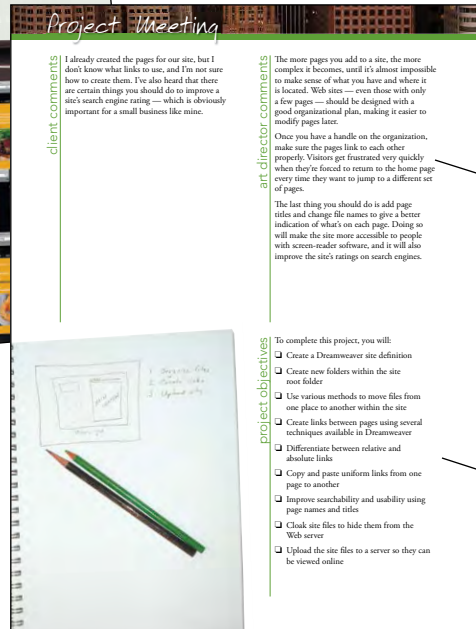 Project Meeting
client comments
I already created the pages for our site, but I
don't know what links to use, and I'm not sure
how to create them. I've also heard that there
are certain things you should do to improve a
site's search engine rating — which is obviously
important for a small business like mine.
art director comments
The more pages you add to a site, the more
complex it becomes, until it's almost impossible
to make sense of what you have and where it
is located. Web sites — even those with only
a few pages — should be designed with a
good organizational plan, making it easier to
modify pages later.
Once you have a handle on the organization,
make sure the pages link to each other
properly. Visitors get frustrated very quickly
when they're forced to return to the home page
every time they want to jump to a different set
of pages.
The last thing you should do is add page
titles and change file names to give a better
indication of what's on each page. Doing so
will make the site more accessible to people
with screen-reader software, and it will also
improve the site's ratings on search engines.
1. Organize files
2. Create links
3. Upload site
project objectives
To complete this project, you will:
❏ Create a Dreamweaver site definition
❏ Create new folders within the site
root folder
❏ Use various methods to move files from
one place to another within the site
❏ Create links between pages using several
techniques available in Dreamweaver
❏ Differentiate between relative and
absolute links
❏ Copy and paste uniform links from one
page to another
❏ Improve searchability and usability using
page names and titles
❏ Cloak site files to hide them from the
Web server
❏ Upload the site files to a server so they can
be viewed online